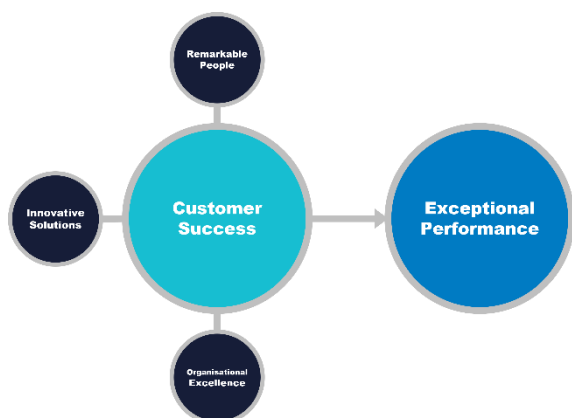 Remarkable
People
Innovative
Solutions
Customer
Success
Exceptional
Performance
Organisational
Excellence